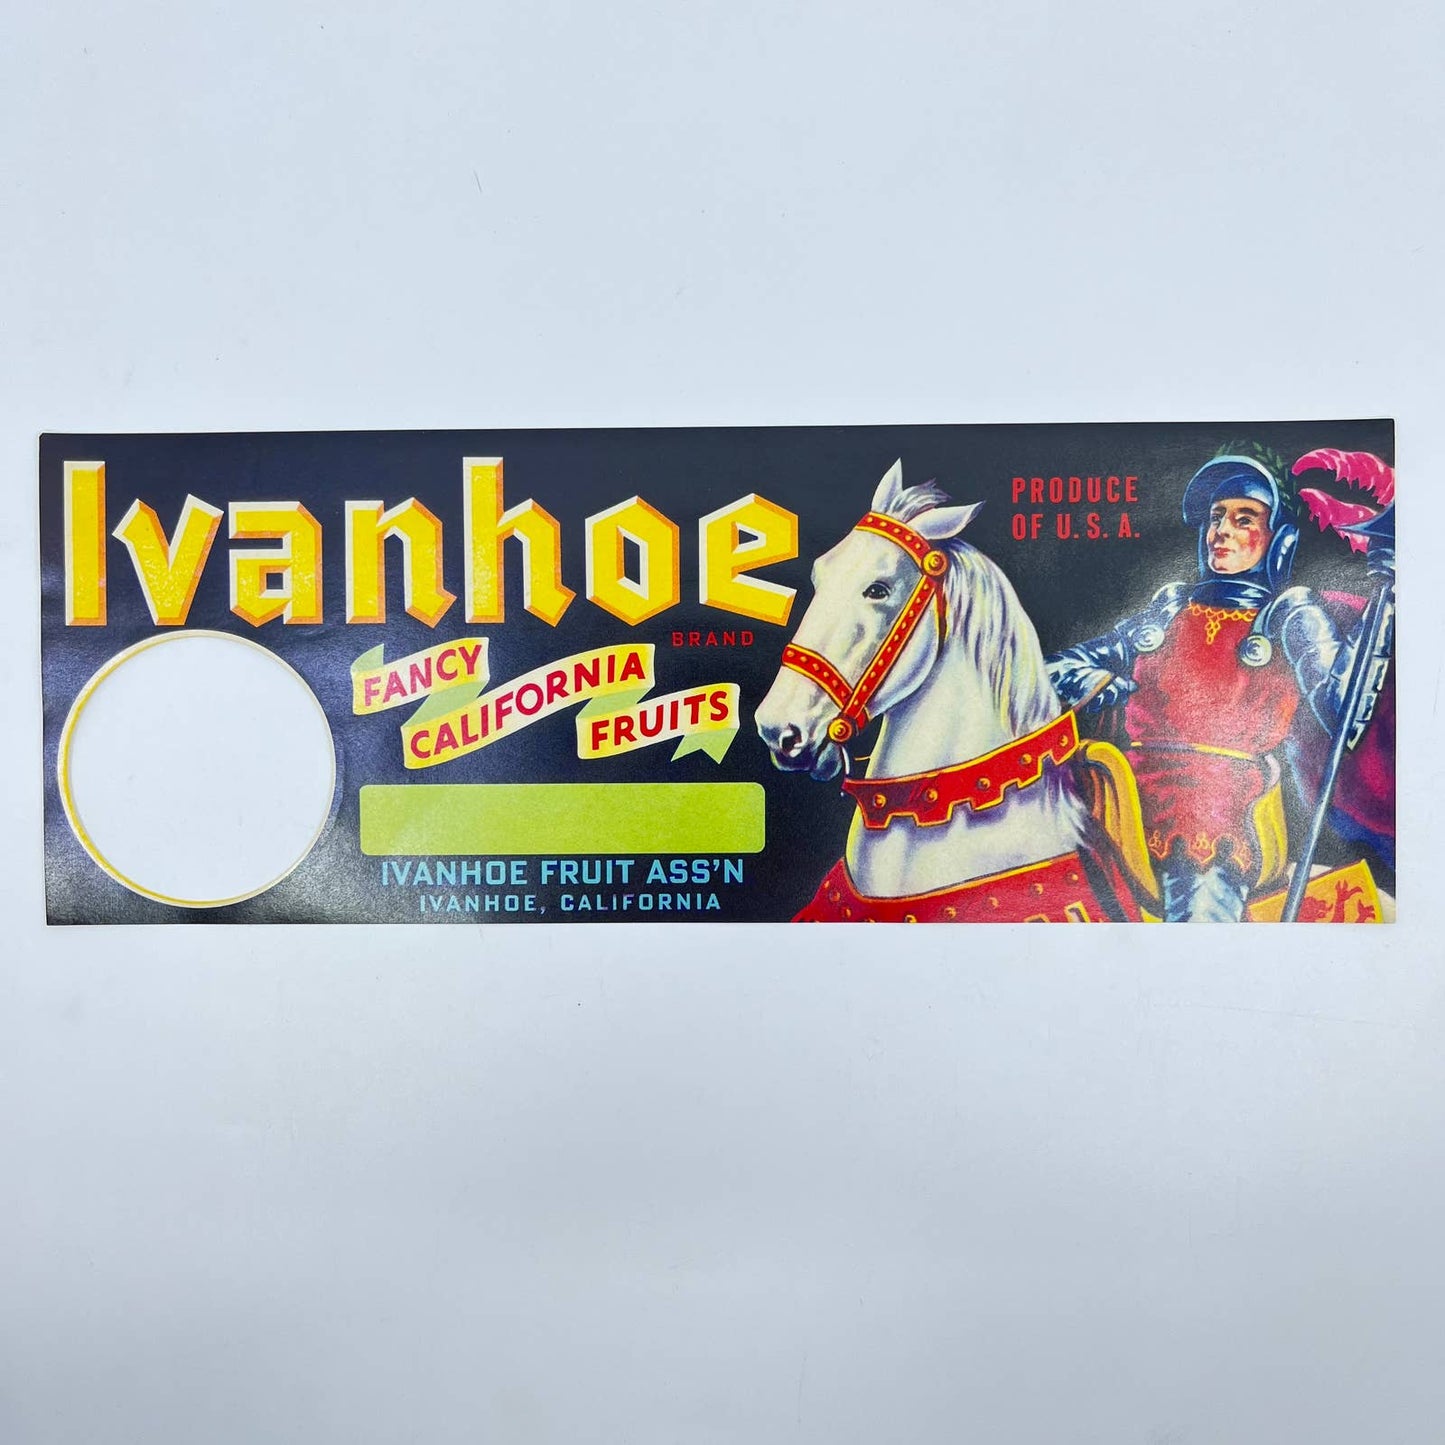 Ivanhoe
BRAND
FANCY
CALIFORNIA
FRUITS
IVANHOE FRUIT ASS'N
IVANHOE, CALIFORNIA
PRODUCE
OF U.S.A.